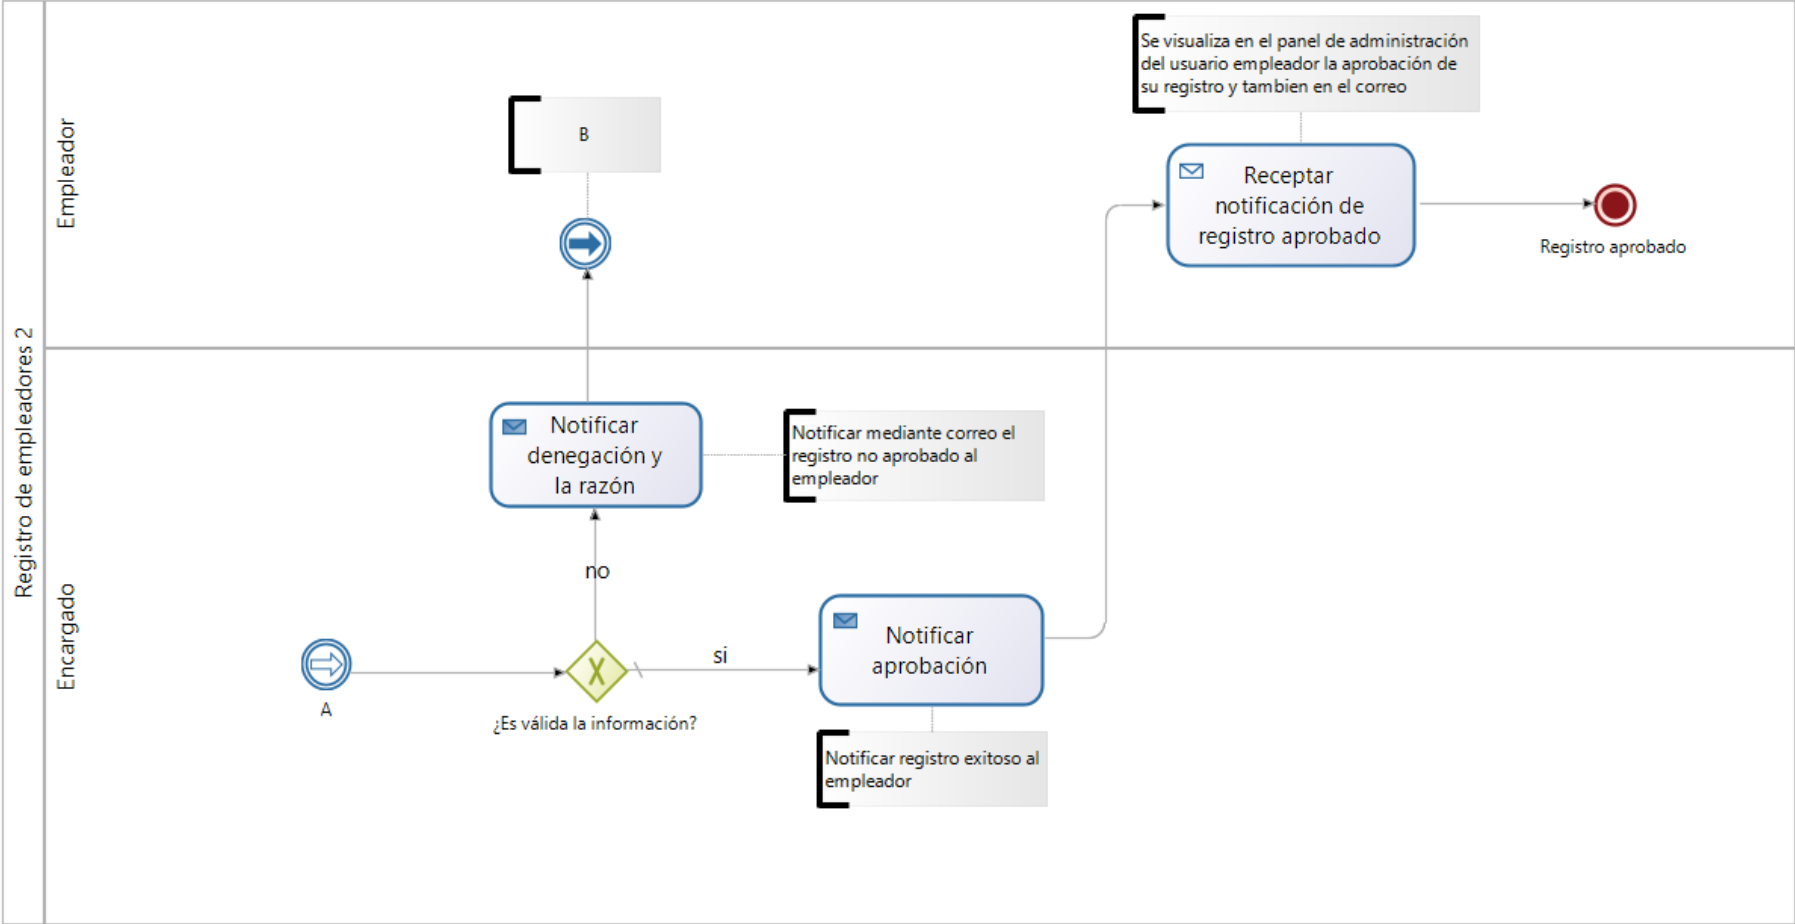 Registro de empleadores 2
Empleador
B
Se visualiza en el panel de administración
del usuario empleador la aprobación de
su registro y tambien en el correo
Receptar
notificación de
registro aprobado
Registro aprobado
Encargado
Notificar
denegación y
la razón
Notificar mediante correo el
registro no aprobado al
empleador
no
A
¿Es válida la información?
si
Notificar
aprobación
Notificar registro exitoso al
empleador